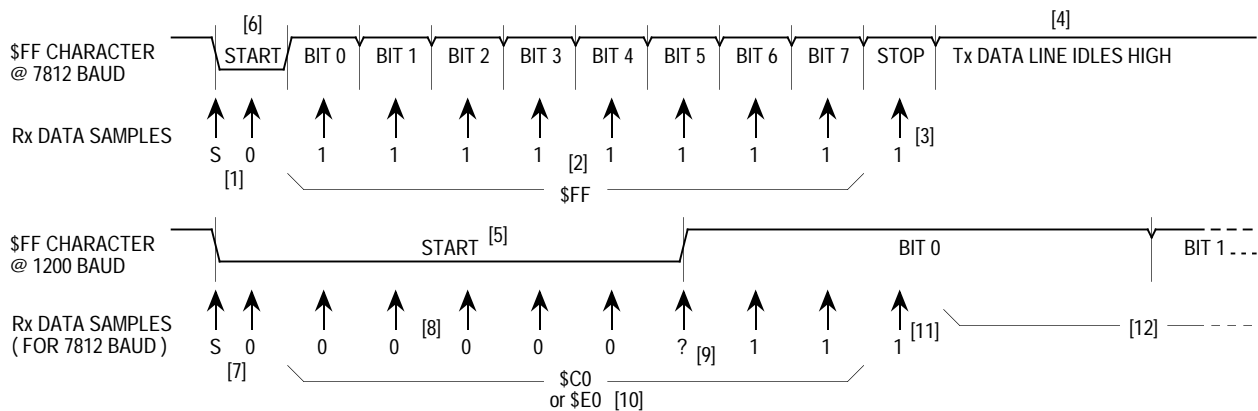 [6] [4]
$FF CHARACTER
@ 7812 BAUD
START BIT 0 BIT 1 BIT 2 BIT 3 BIT 4 BIT 5 BIT 6 BIT 7 STOP Tx DATA LINE IDLES HIGH
Rx DATA SAMPLES
S 0 1 1 1 1 [2] 1 1 1 1 1 [3]
[1]
$FF
$FF CHARACTER
@ 1200 BAUD
START [5] BIT 0 BIT 1
Rx DATA SAMPLES
( FOR 7812 BAUD )
S 0 0 0 [8] 0 0 0 ? [9] 1 1 1 [11] [12]
[7]
$C0
or $E0 [10]